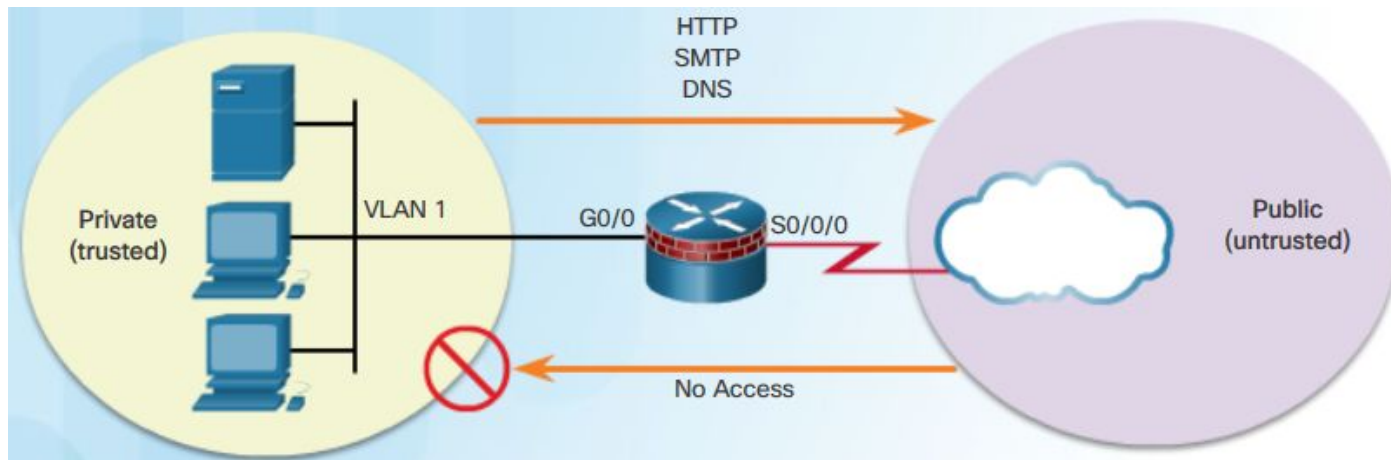 HTTP
SMTP
DNS
Private
(trusted)
VLAN 1
G0/0
S0/0/0
Public
(untrusted)
No Access